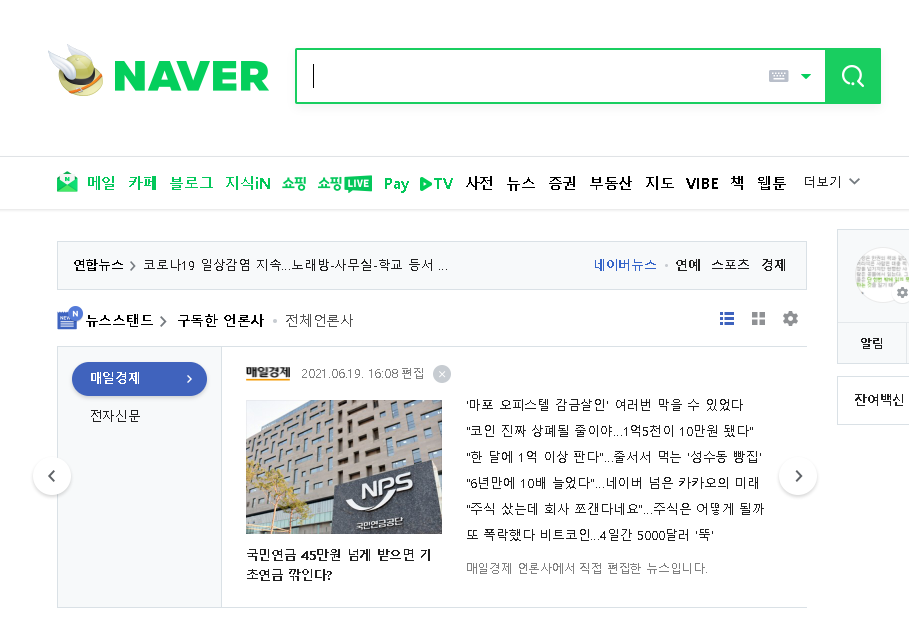 NAVER
메일 카페 블로그 지식iN 쇼핑 쇼핑LIVE Pay TV 사전 뉴스 증권 부동산 지도 VIBE 책 웹툰 더보기
연합뉴스 코로나19 일상감염 지속...노래방-사무실-학교 등서 ...
네이버뉴스 연예 스포츠 경제
뉴스스탠드 구독한 언론사 전체언론사
알림
잔여백신
매일경제
전자신문
매일경제 2021.06.19. 16:08 편집
NPS
국민연금공단
국민연금 45만원 넘게 받으면 기
초연금 깎인다?
'마포 오피스텔 감금살인' 여러번 막을 수 있었다
"코인 진짜 상폐될 줄이야...1억5천이 10만원 됐다"
"한 달에 1억 이상 판다"...줄서서 먹는 '성수동 빵집'
"6년만에 10배 늘었다"...네이버 넘은 카카오의 미래
"주식 샀는데 회사 쪼갠다네요"...주식은 어떻게 될까
또 폭락했다 비트코인...4일간 5000달러 '뚝'
매일경제 언론사에서 직접 편집한 뉴스입니다.